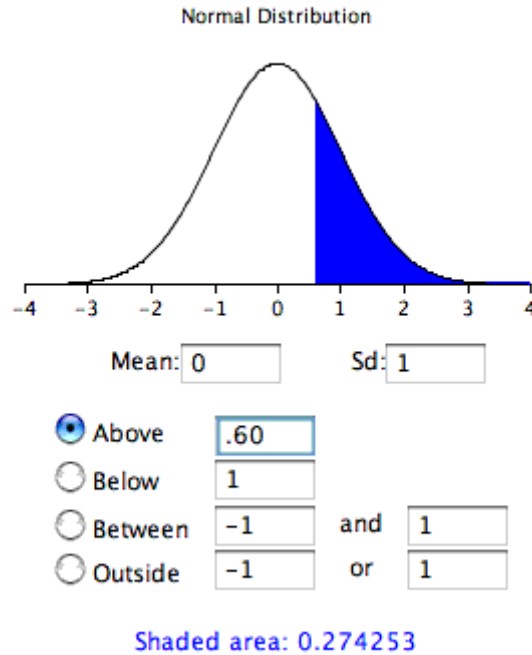 Normal Distribution
-4 -3 -2 -1 0 1 2 3 4
Mean: 0 Sd: 1
Above .60
Below 1
Between -1 and 1
Outside -1 or 1
Shaded area: 0.274253